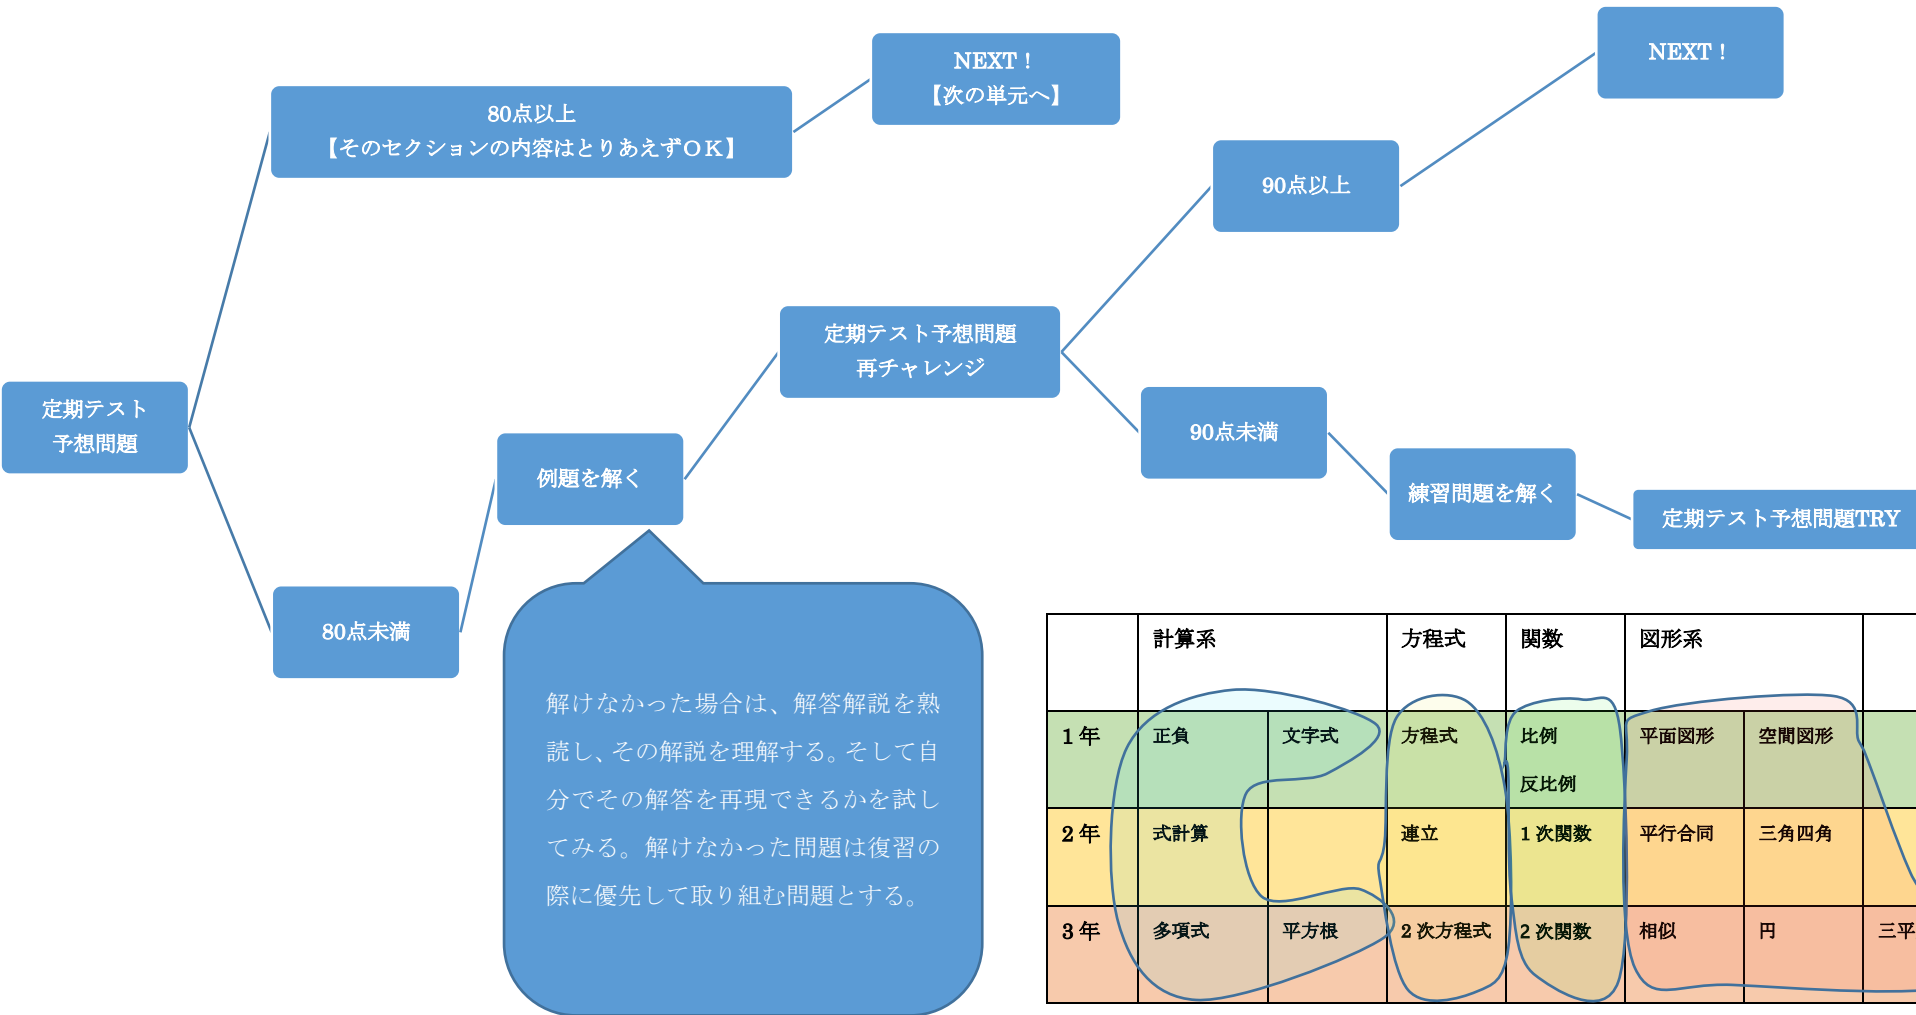 NEXT！
【次の単元へ】
NEXT！
80点以上
【そのセクションの内容はとりあえずＯＫ】
90点以上
定期テスト予想問題
再チャレンジ
定期テスト
予想問題
例題を解く
90点未満
練習問題を解く
定期テスト予想問題TRY
80点未満
解けなかった場合は、解答解説を熟
読し、その解説を理解する。そして自
分でその解答を再現できるかを試し
てみる。解けなかった問題は復習の
際に優先して取り組む問題とする。
計算系 方程式 関数 図形系
1年 正負 文字式 方程式 比例 平面図形 空間図形
反比例
2年 式計算 連立 1次関数 平行合同 三角四角
3年 多項式 平方根 2次方程式 2次関数 相似 円 三平